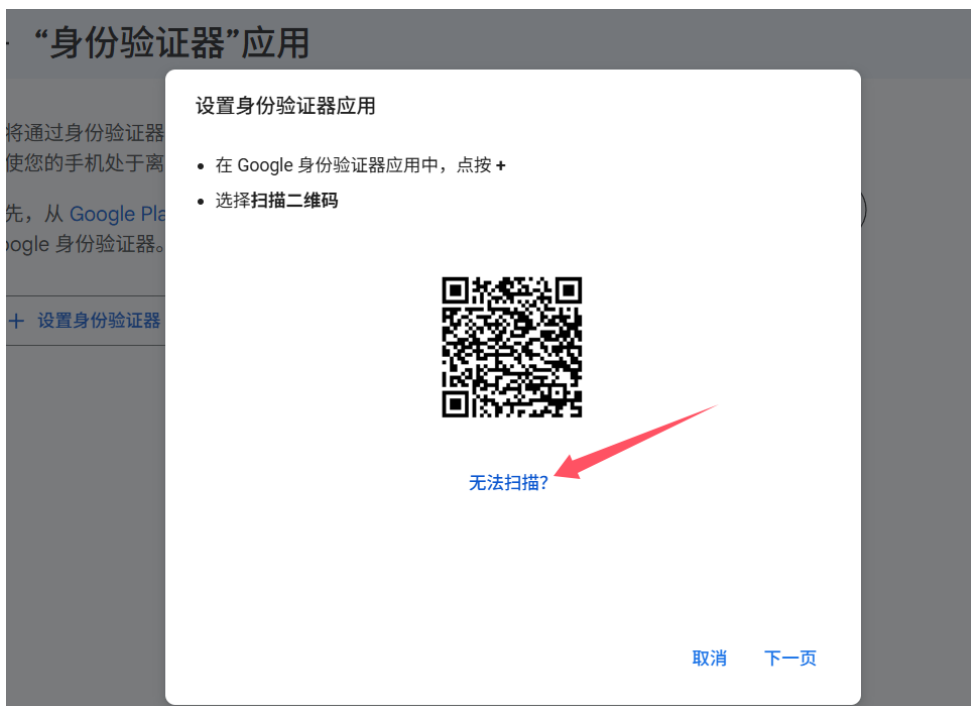 “身份验证器”应用
设置身份验证器应用
将通过身份验证器
使您的手机处于离
• 在 Google 身份验证器应用中，点按 +
• 选择扫描二维码
先，从 Google Pla
oogle 身份验证器。
+ 设置身份验证器
无法扫描?
取消 下一页